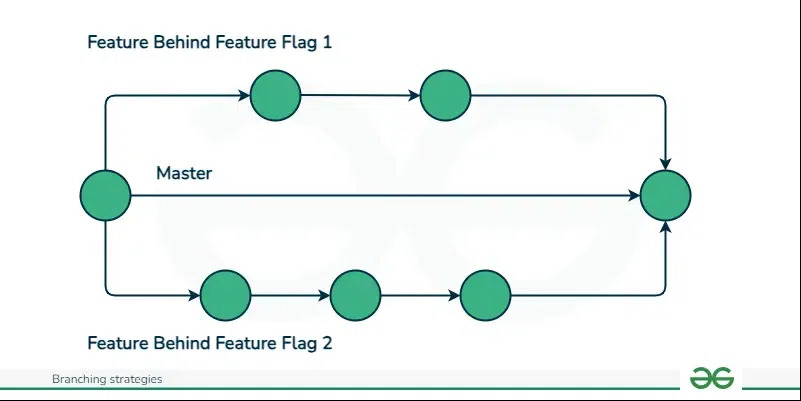 Feature Behind Feature Flag 1
Master
Feature Behind Feature Flag 2
Branching strategies